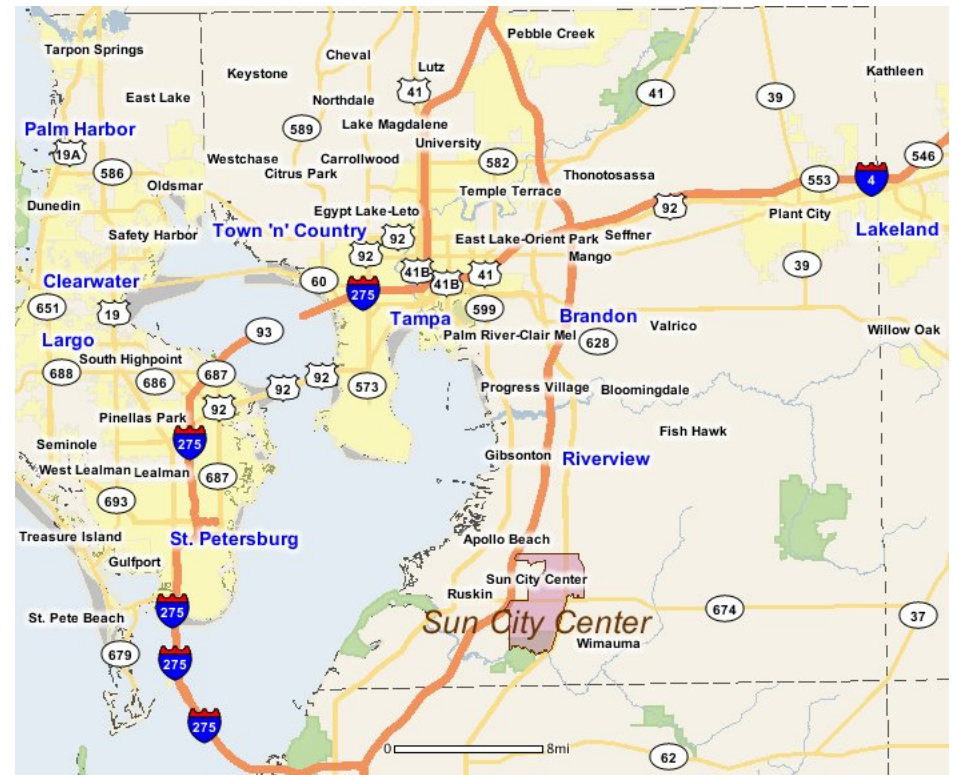 Pebble Creek
Tarpon Springs
Cheval
Keystone
Lutz
Kathleen
41
41
39
East Lake
Northdale
Palm Harbor
589
Lake Magdalene
University
19A
546
Westchase
Carrollwood
582
586
Citrus Park
Thonotosassa
553
4
Oldsmar
Temple Terrace
Dunedin
Egypt Lake-Leto
92
Plant City
Safety Harbor
Town 'n' Country
92
East Lake-Orient Park
Seffner
Lakeland
92
Mango
41B
41
39
Clearwater
60
275
41B
651
19
599
Tampa
Brandon
Valrico
93
Palm River-Clair Mel
628
Willow Oak
Largo
South Highpoint
688
686
687
92
92
573
Progress Village
Bloomingdale
92
Pinellas Park
Fish Hawk
Seminole
275
Gibsonton
Riverview
West Lealman
Lealman
687
693
Treasure Island
St. Petersburg
Apollo Beach
Gulfport
Sun City Center
Ruskin
St. Pete Beach
275
674
37
Sun City Center
Wimauma
679
275
275
0
8mi
62